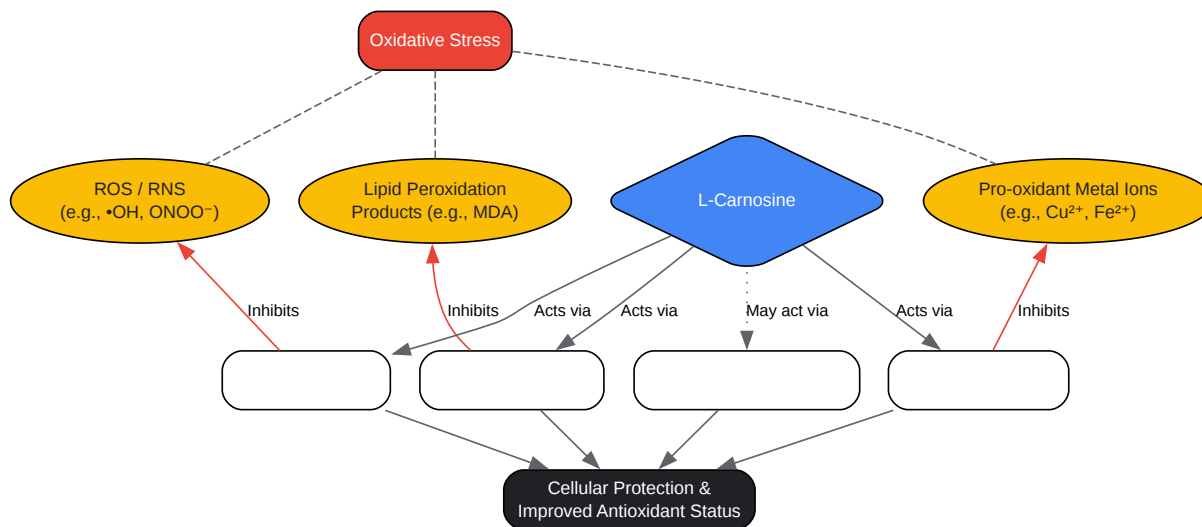 Oxidative Stress
ROS / RNS
(e.g., •OH, ONOO⁻)
Lipid Peroxidation
Products (e.g., MDA)
L-Carnosine
Pro-oxidant Metal Ions
(e.g., Cu²⁺, Fe²⁺)
Inhibits
Inhibits
Acts via
Acts via
May act via
Acts via
Inhibits
Cellular Protection &
Improved Antioxidant Status